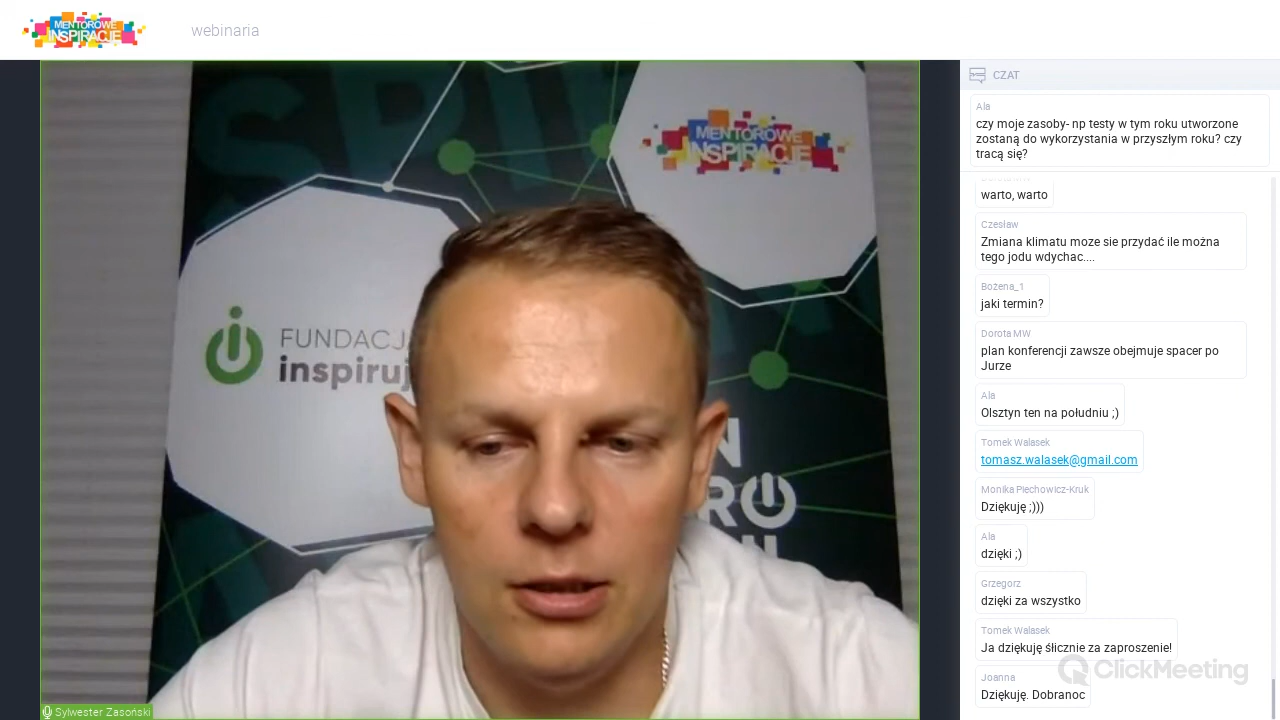 MENTOROWE
INSPIRACJE
webinaria
MENTOROWE
INSPIRACJE
FUNDACJ
inspiruj
N
RO
Sylwester Zasoński
CZAT
Ala
czy moje zasoby- np testy w tym roku utworzone
zostaną do wykorzystania w przyszłym roku? czy
tracą się?
warto, warto
Czesław
Zmiana klimatu moze sie przydać ile można
tego jodu wdychac....
Bożena_1
jaki termin?
Dorota MW
plan konferencji zawsze obejmuje spacer po
Jurze
Ala
Olsztyn ten na południu ;)
Tomek Walasek
tomasz.walasek@gmail.com
Monika Piechowicz-Kruk
Dziękuję ;)))
Ala
dzięki ;)
Grzegorz
dzięki za wszystko
Tomek Walasek
Ja dziękuję ślicznie za zaproszenie!
ClickMeeting
Joanna
Dziękuję. Dobranoc